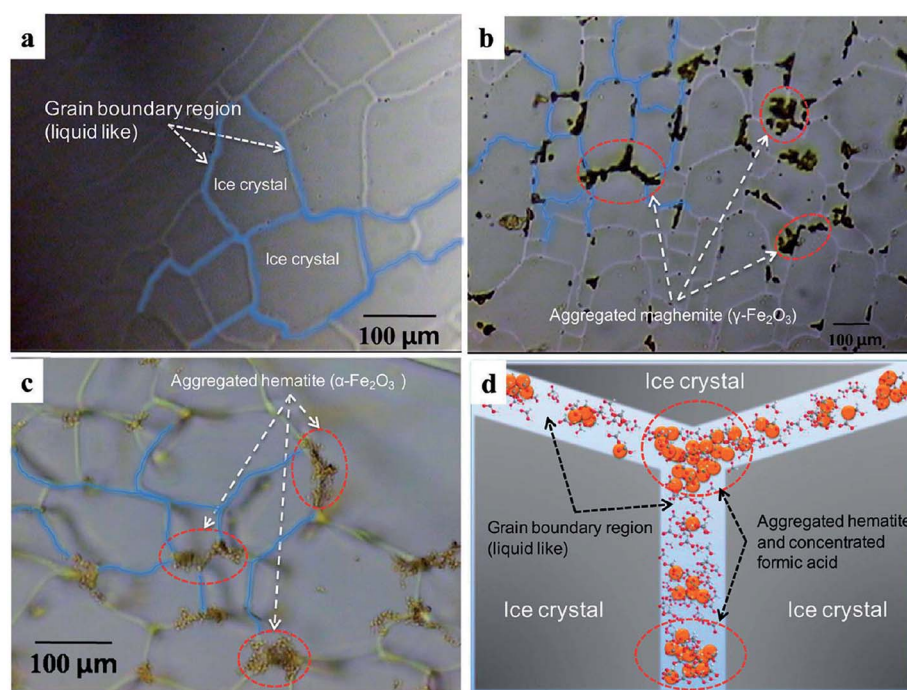 a
Grain boundary region
(liquid like)
Ice crystal
Ice crystal
100 µm
b
Aggregated maghemite (γ-Fe₂O₃)
100 µm
c
Aggregated hematite (α-Fe₂O₃ )
100 µm
d
Ice crystal
Grain boundary region
(liquid like)
Aggregated hematite
and concentrated
formic acid
Ice crystal
Ice crystal